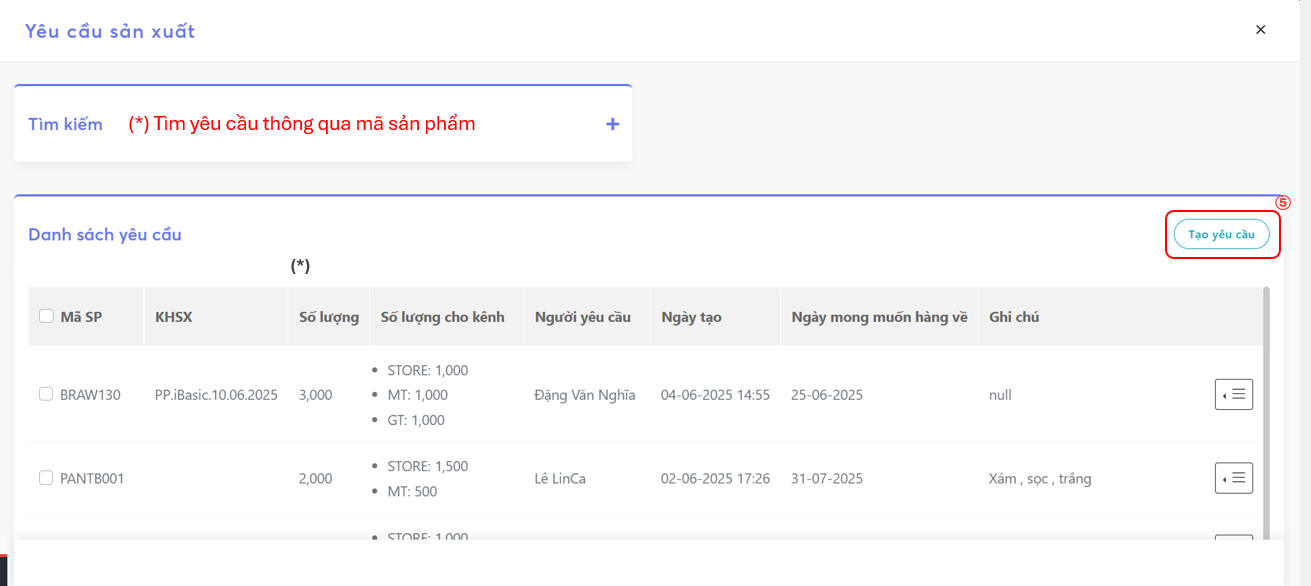 Yêu cầu sản xuất
×
Tìm kiếm (*) Tìm yêu cầu thông qua mã sản phẩm +
⑤
Danh sách yêu cầu Tạo yêu cầu
(*)
Mã SP KHSX Số lượng Số lượng cho kênh Người yêu cầu Ngày tạo Ngày mong muốn hàng về Ghi chú
• STORE: 1,000
BRAW130 PP.iBasic.10.06.2025 3,000 • MT: 1,000 Đặng Văn Nghĩa 04-06-2025 14:55 25-06-2025 null
• GT: 1,000
• STORE: 1,500
PANTB001 2,000 Lê LinCa 02-06-2025 17:26 31-07-2025 Xám , sọc , trắng
• MT: 500
• STORE: 1,000